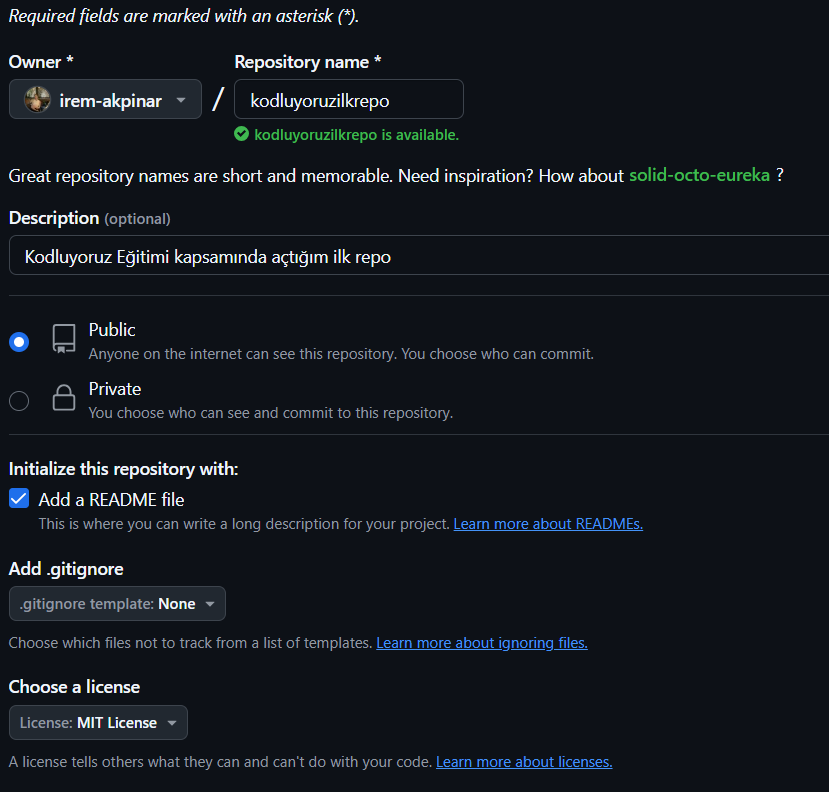 Required fields are marked with an asterisk (*).
Owner * Repository name *
irem-akpinar / kodluyoruzilkrepo
kodluyoruzilkrepo is available.
Great repository names are short and memorable. Need inspiration? How about solid-octo-eureka ?
Description (optional)
Kodluyoruz Eğitimi kapsamında açtığım ilk repo
Public
Anyone on the internet can see this repository. You choose who can commit.
Private
You choose who can see and commit to this repository.
Initialize this repository with:
Add a README file
This is where you can write a long description for your project. Learn more about READMEs.
Add .gitignore
.gitignore template: None
Choose which files not to track from a list of templates. Learn more about ignoring files.
Choose a license
License: MIT License
A license tells others what they can and can't do with your code. Learn more about licenses.